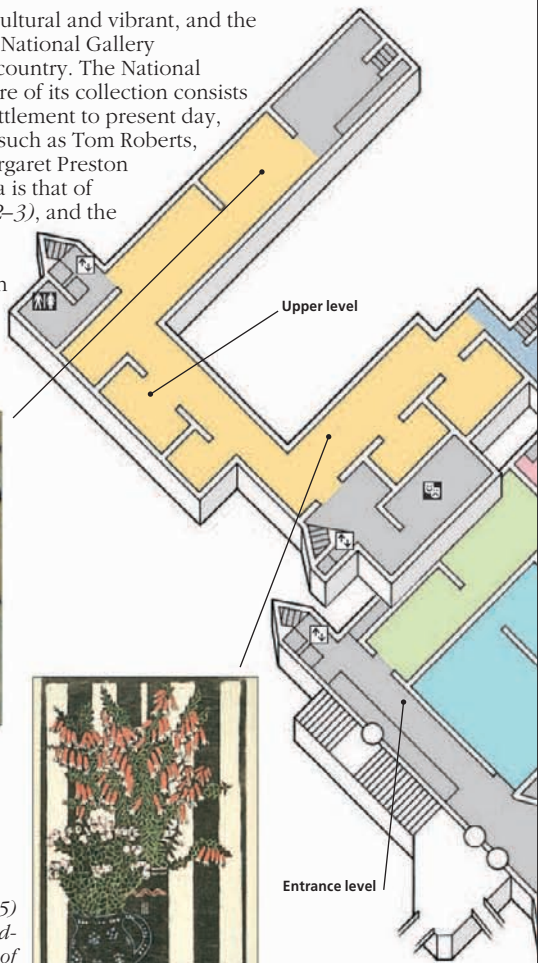 ultural and vibrant, and the
National Gallery
country. The National
re of its collection consists
ttlement to present day,
such as Tom Roberts,
rgaret Preston
a is that of
2–3), and the
n
Upper level
Entrance level
5)
d-
of